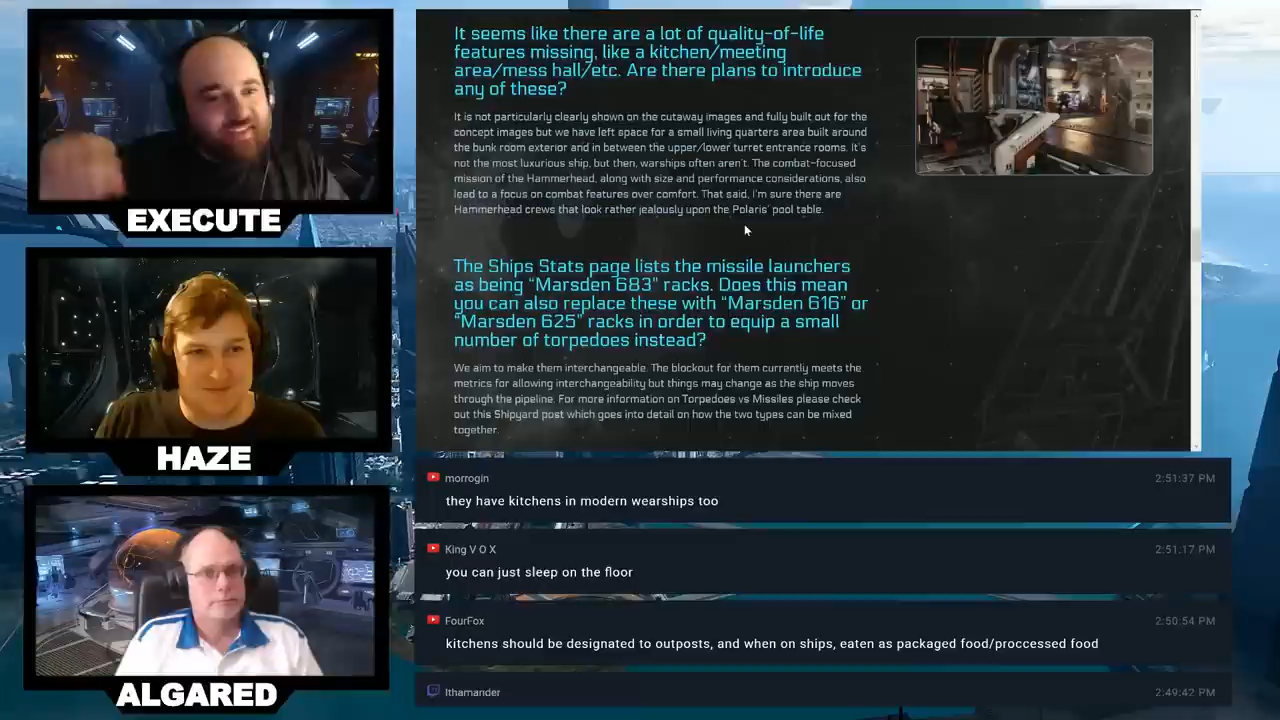 EXECUTE
HAZE
ALGARED
It seems like there are a lot of quality-of-life
features missing, like a kitchen/meeting
area/mess hall/etc. Are there plans to introduce
any of these?
It is not particularly clearly shown on the cutaway images and fully built out for the
concept images but we have left space for a small living quarters area built around
the bunk room exterior and in between the upper/lower turret entrance rooms. It's
not the most luxurious ship, but then, warships often aren't. The combat-focused
mission of the Hammerhead, along with size and performance considerations, also
lead to a focus on combat features over comfort. That said, I'm sure there are
Hammerhead crews that look rather jealously upon the Polaris' pool table.
The Ships Stats page lists the missile launchers
as being “Marsden 683” racks. Does this mean
you can also replace these with “Marsden 616” or
“Marsden 625” racks in order to equip a small
number of torpedoes instead?
We aim to make them interchangeable. The blockout for them currently meets the
metrics for allowing interchangeability but things may change as the ship moves
through the pipeline. For more information on Torpedoes vs Missiles please check
out this Shipyard post which goes into detail on how the two types can be mixed
together.
morrogin 2:51:37 PM
they have kitchens in modern wearships too
King V O X 2:51:17 PM
you can just sleep on the floor
FourFox 2:50:54 PM
kitchens should be designated to outposts, and when on ships, eaten as packaged food/proccessed food
lthamander 2:49:42 PM